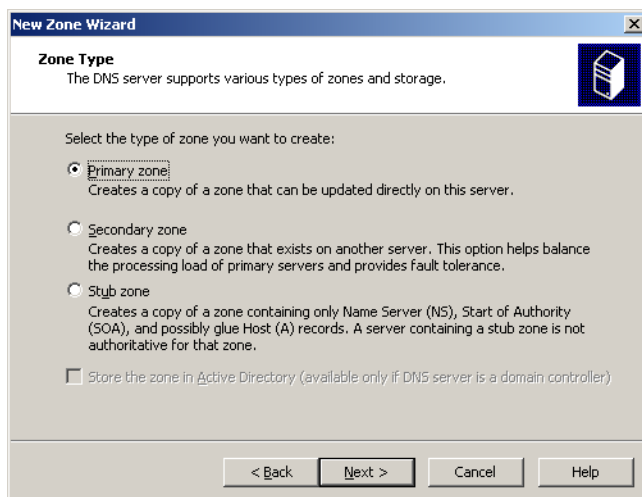 New Zone Wizard
Zone Type
The DNS server supports various types of zones and storage.
Select the type of zone you want to create:
Primary zone
Creates a copy of a zone that can be updated directly on this server.
Secondary zone
Creates a copy of a zone that exists on another server. This option helps balance
the processing load of primary servers and provides fault tolerance.
Stub zone
Creates a copy of a zone containing only Name Server (NS), Start of Authority
(SOA), and possibly glue Host (A) records. A server containing a stub zone is not
authoritative for that zone.
Store the zone in Active Directory (available only if DNS server is a domain controller)
< Back Next > Cancel Help